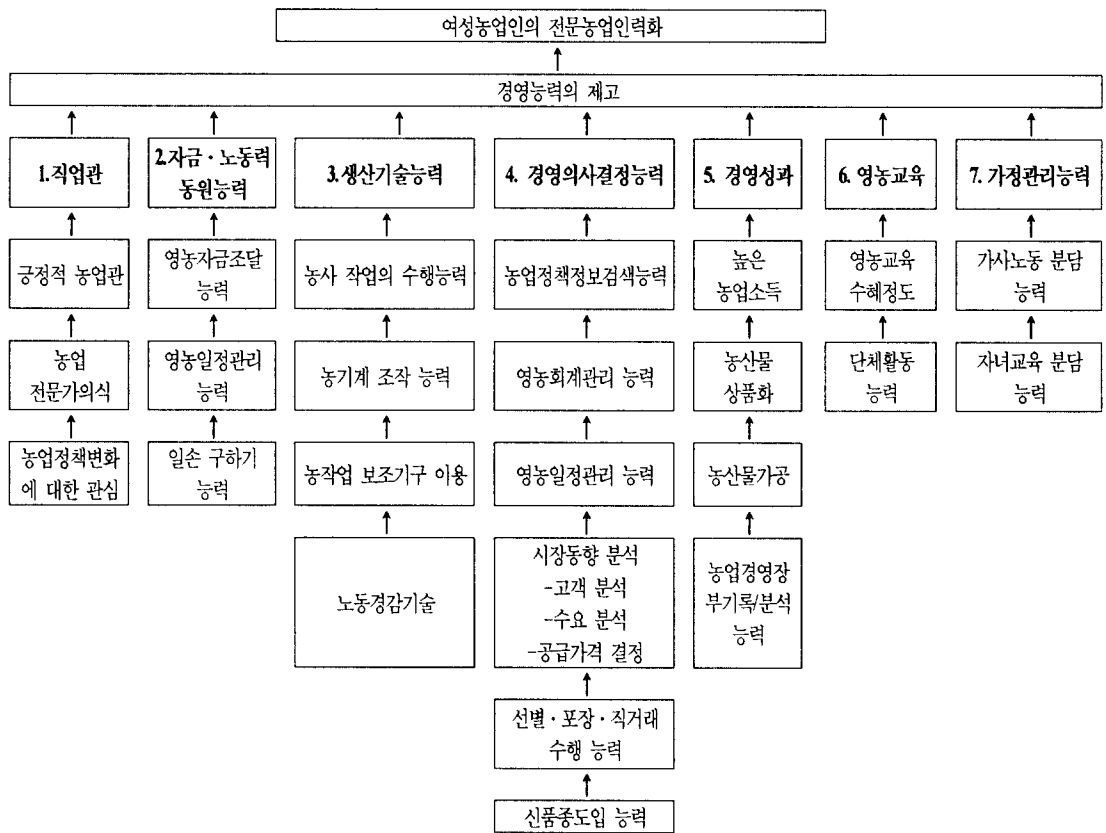 여성농업인의 전문농업인력화
경영능력의 제고
1.직업관
2.자금·노동력
동원능력
3.생산기술능력
4. 경영의사결정능력
5. 경영성과
6. 영농교육
7. 가정관리능력
긍정적 농업관
영농자금조달
능력
농사 작업의 수행능력
농업정책정보검색능력
높은
농업소득
영농교육
수혜정도
가사노동 분담
능력
농업
전문가의식
영농일정관리
능력
농기계 조작 능력
영농회계관리 능력
농산물
상품화
단체활동
능력
자녀교육 분담
능력
농업정책변화
에 대한 관심
일손 구하기
능력
농작업 보조기구 이용
영농일정관리 능력
농산물가공
노동경감기술
시장동향 분석
-고객 분석
-수요 분석
-공급가격 결정
농업경영장
부기록/분석
능력
선별·포장·직거래
수행 능력
신품종도입 능력